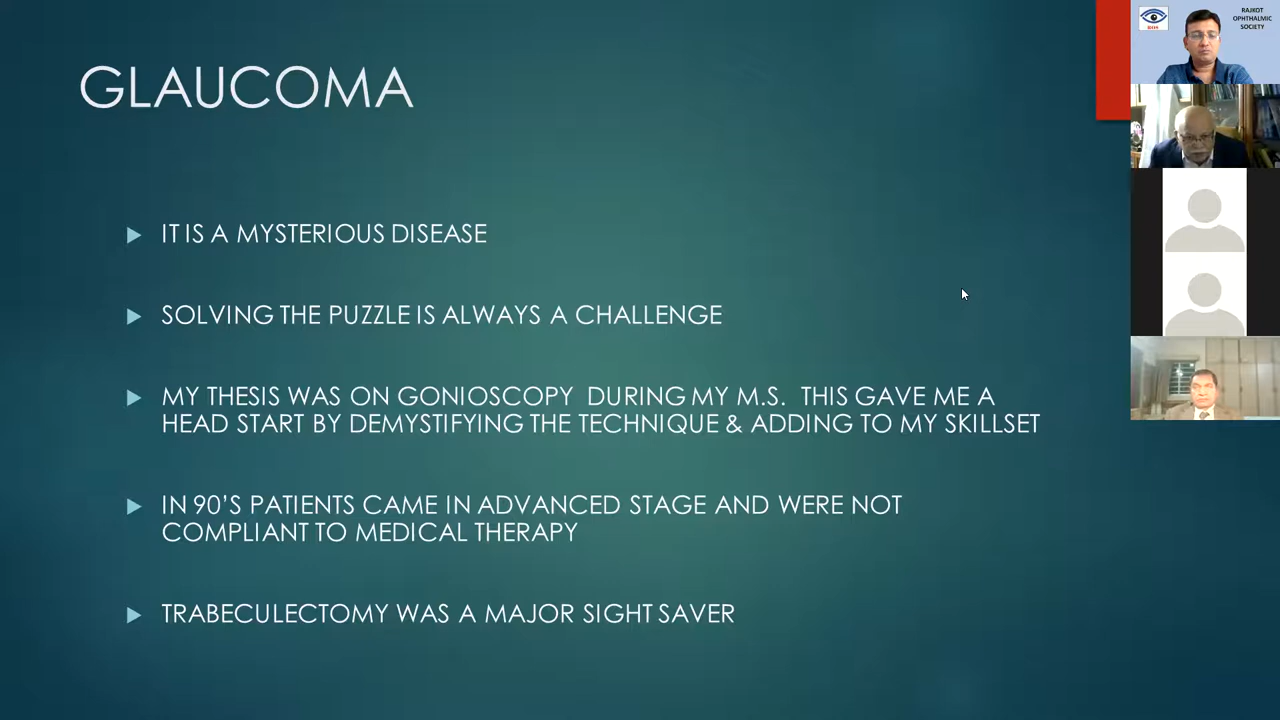 GLAUCOMA
IT IS A MYSTERIOUS DISEASE
SOLVING THE PUZZLE IS ALWAYS A CHALLENGE
MY THESIS WAS ON GONIOSCOPY DURING MY M.S. THIS GAVE ME A
HEAD START BY DEMYSTIFYING THE TECHNIQUE & ADDING TO MY SKILLSET
IN 90'S PATIENTS CAME IN ADVANCED STAGE AND WERE NOT
COMPLIANT TO MEDICAL THERAPY
TRABECULECTOMY WAS A MAJOR SIGHT SAVER
RAJKOT
OPHTHALMIC
SOCIETY